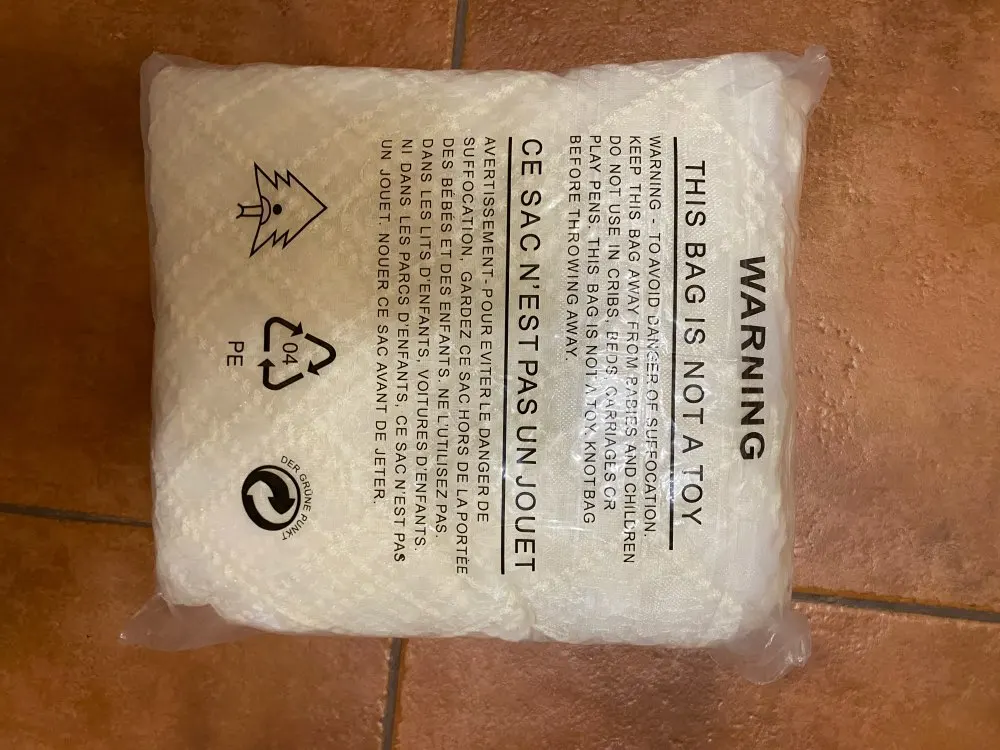 WARNING
THIS BAG IS NOT A TOY
WARNING - TO AVOID DANGER OF SUFFOCATION.
KEEP THIS BAG AWAY FROM BABIES AND CHILDREN
DO NOT USE IN CRIBS, BEDS, CARRIAGES OR
PLAY PENS. THIS BAG IS NOT A TOY. KNOT BAG
BEFORE THROWING AWAY.
CE SAC N'EST PAS UN JOUET
AVERTISSEMENT - POUR EVITER LE DANGER DE
SUFFOCATION, GARDEZ CE SAC HORS DE LA PORTÉE
DES BÉBÉS ET DES ENFANTS. NE L'UTILISEZ PAS.
DANS LES LITS D'ENFANTS, VOITURES D'ENFANTS.
NI DANS LES PARCS D'ENFANTS, CE SAC N'EST PAS
UN JOUET. NOUER CE SAC AVANT DE JETER.
04
PE
DER GRÜNE PUNKT